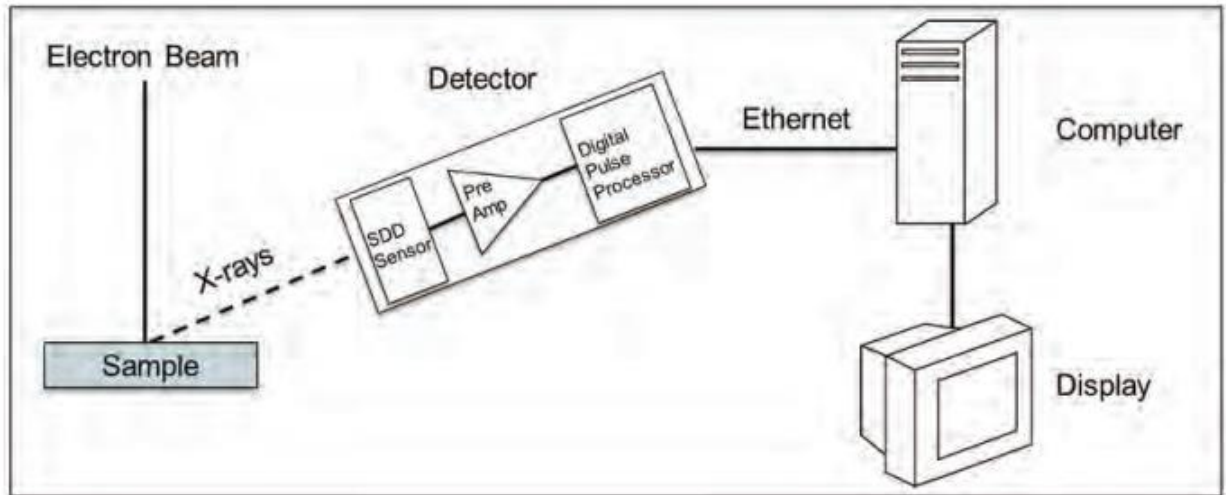 Electron Beam
Detector
Ethernet
Computer
Digital
Pulse
Processor
Pre
Amp
SDD
Sensor
X-rays
Sample
Display